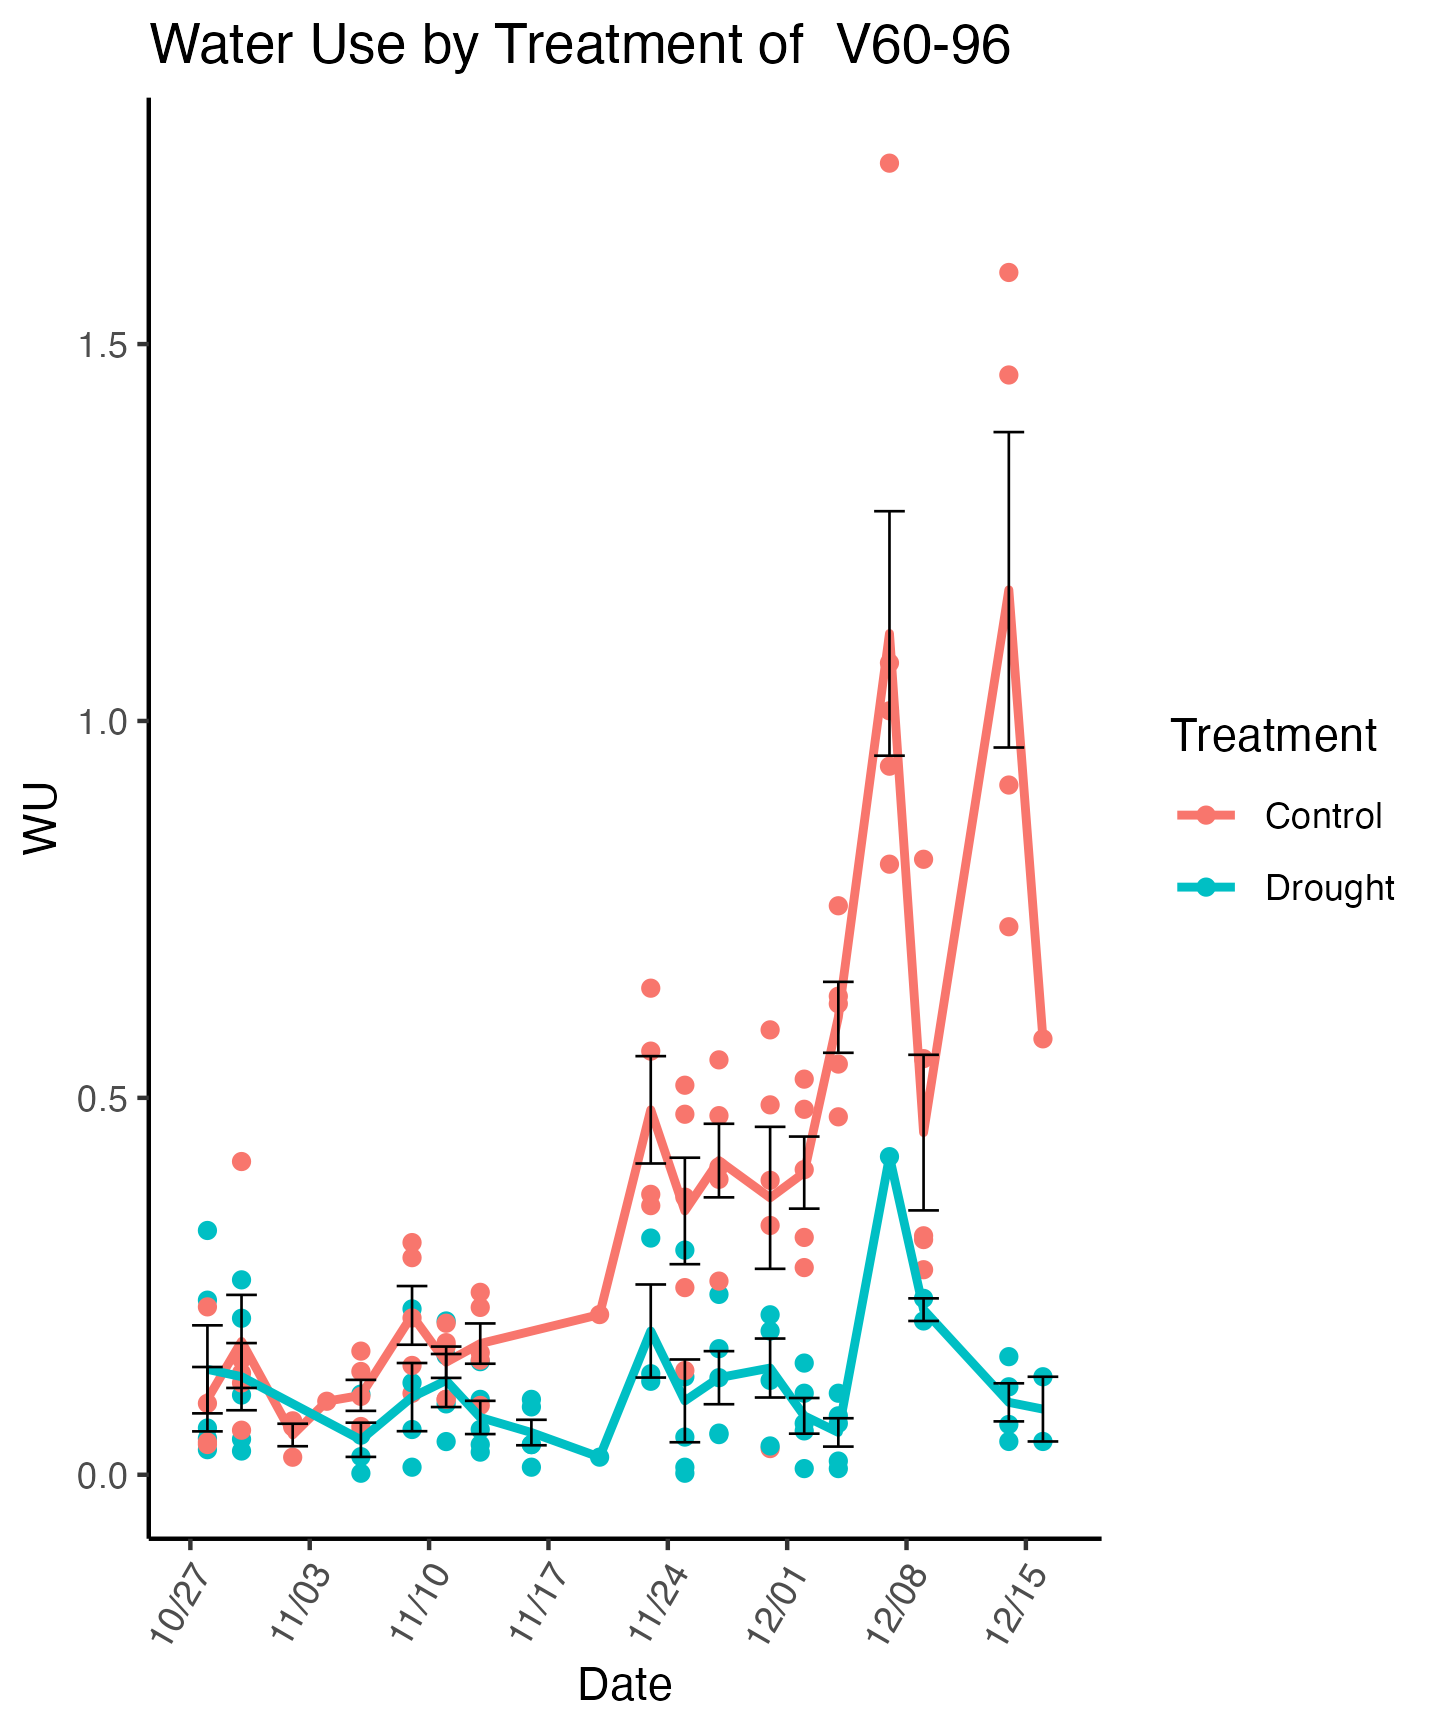 Water Use by Treatment of  V60-96
1.5
1.0
0.5
0.0
WU
10/27
11/03
11/10
11/17
11/24
12/01
12/08
12/15
Date
Treatment
Control
Drought